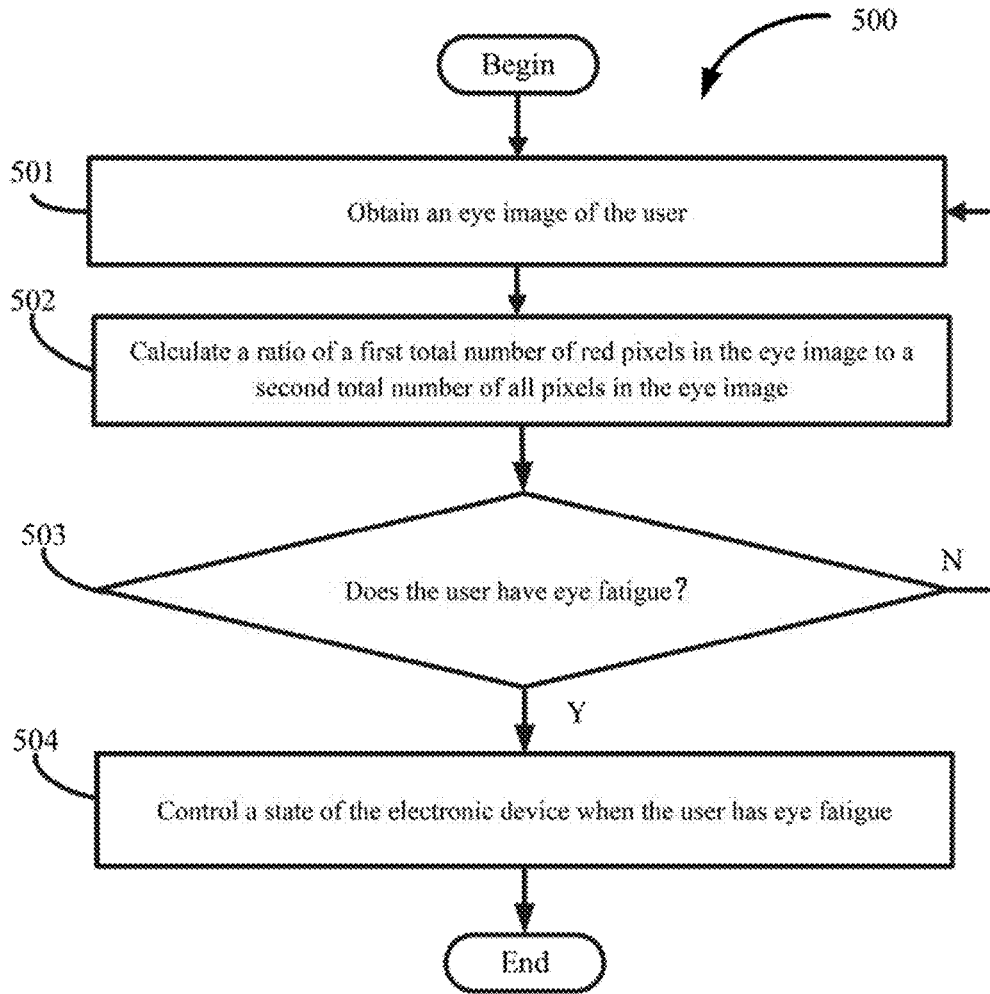 500
Begin
501
Obtain an eye image of the user
502
Calculate a ratio of a first total number of red pixels in the eye image to a
second total number of all pixels in the eye image
503
Does the user have eye fatigue?
N
Y
504
Control a state of the electronic device when the user has eye fatigue
End